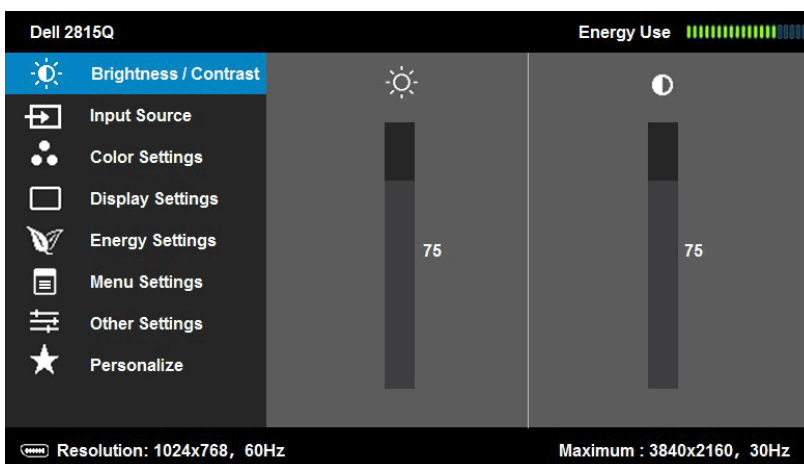 Dell 2815Q
Energy Use
Brightness / Contrast
Input Source
Color Settings
Display Settings
Energy Settings
Menu Settings
Other Settings
Personalize
75
75
Resolution: 1024x768, 60Hz
Maximum : 3840x2160, 30Hz